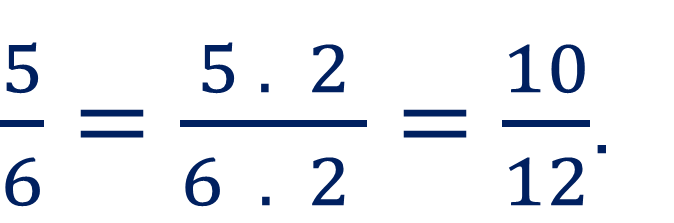 5/6 = 5 . 2/6 . 2 = 10/12.